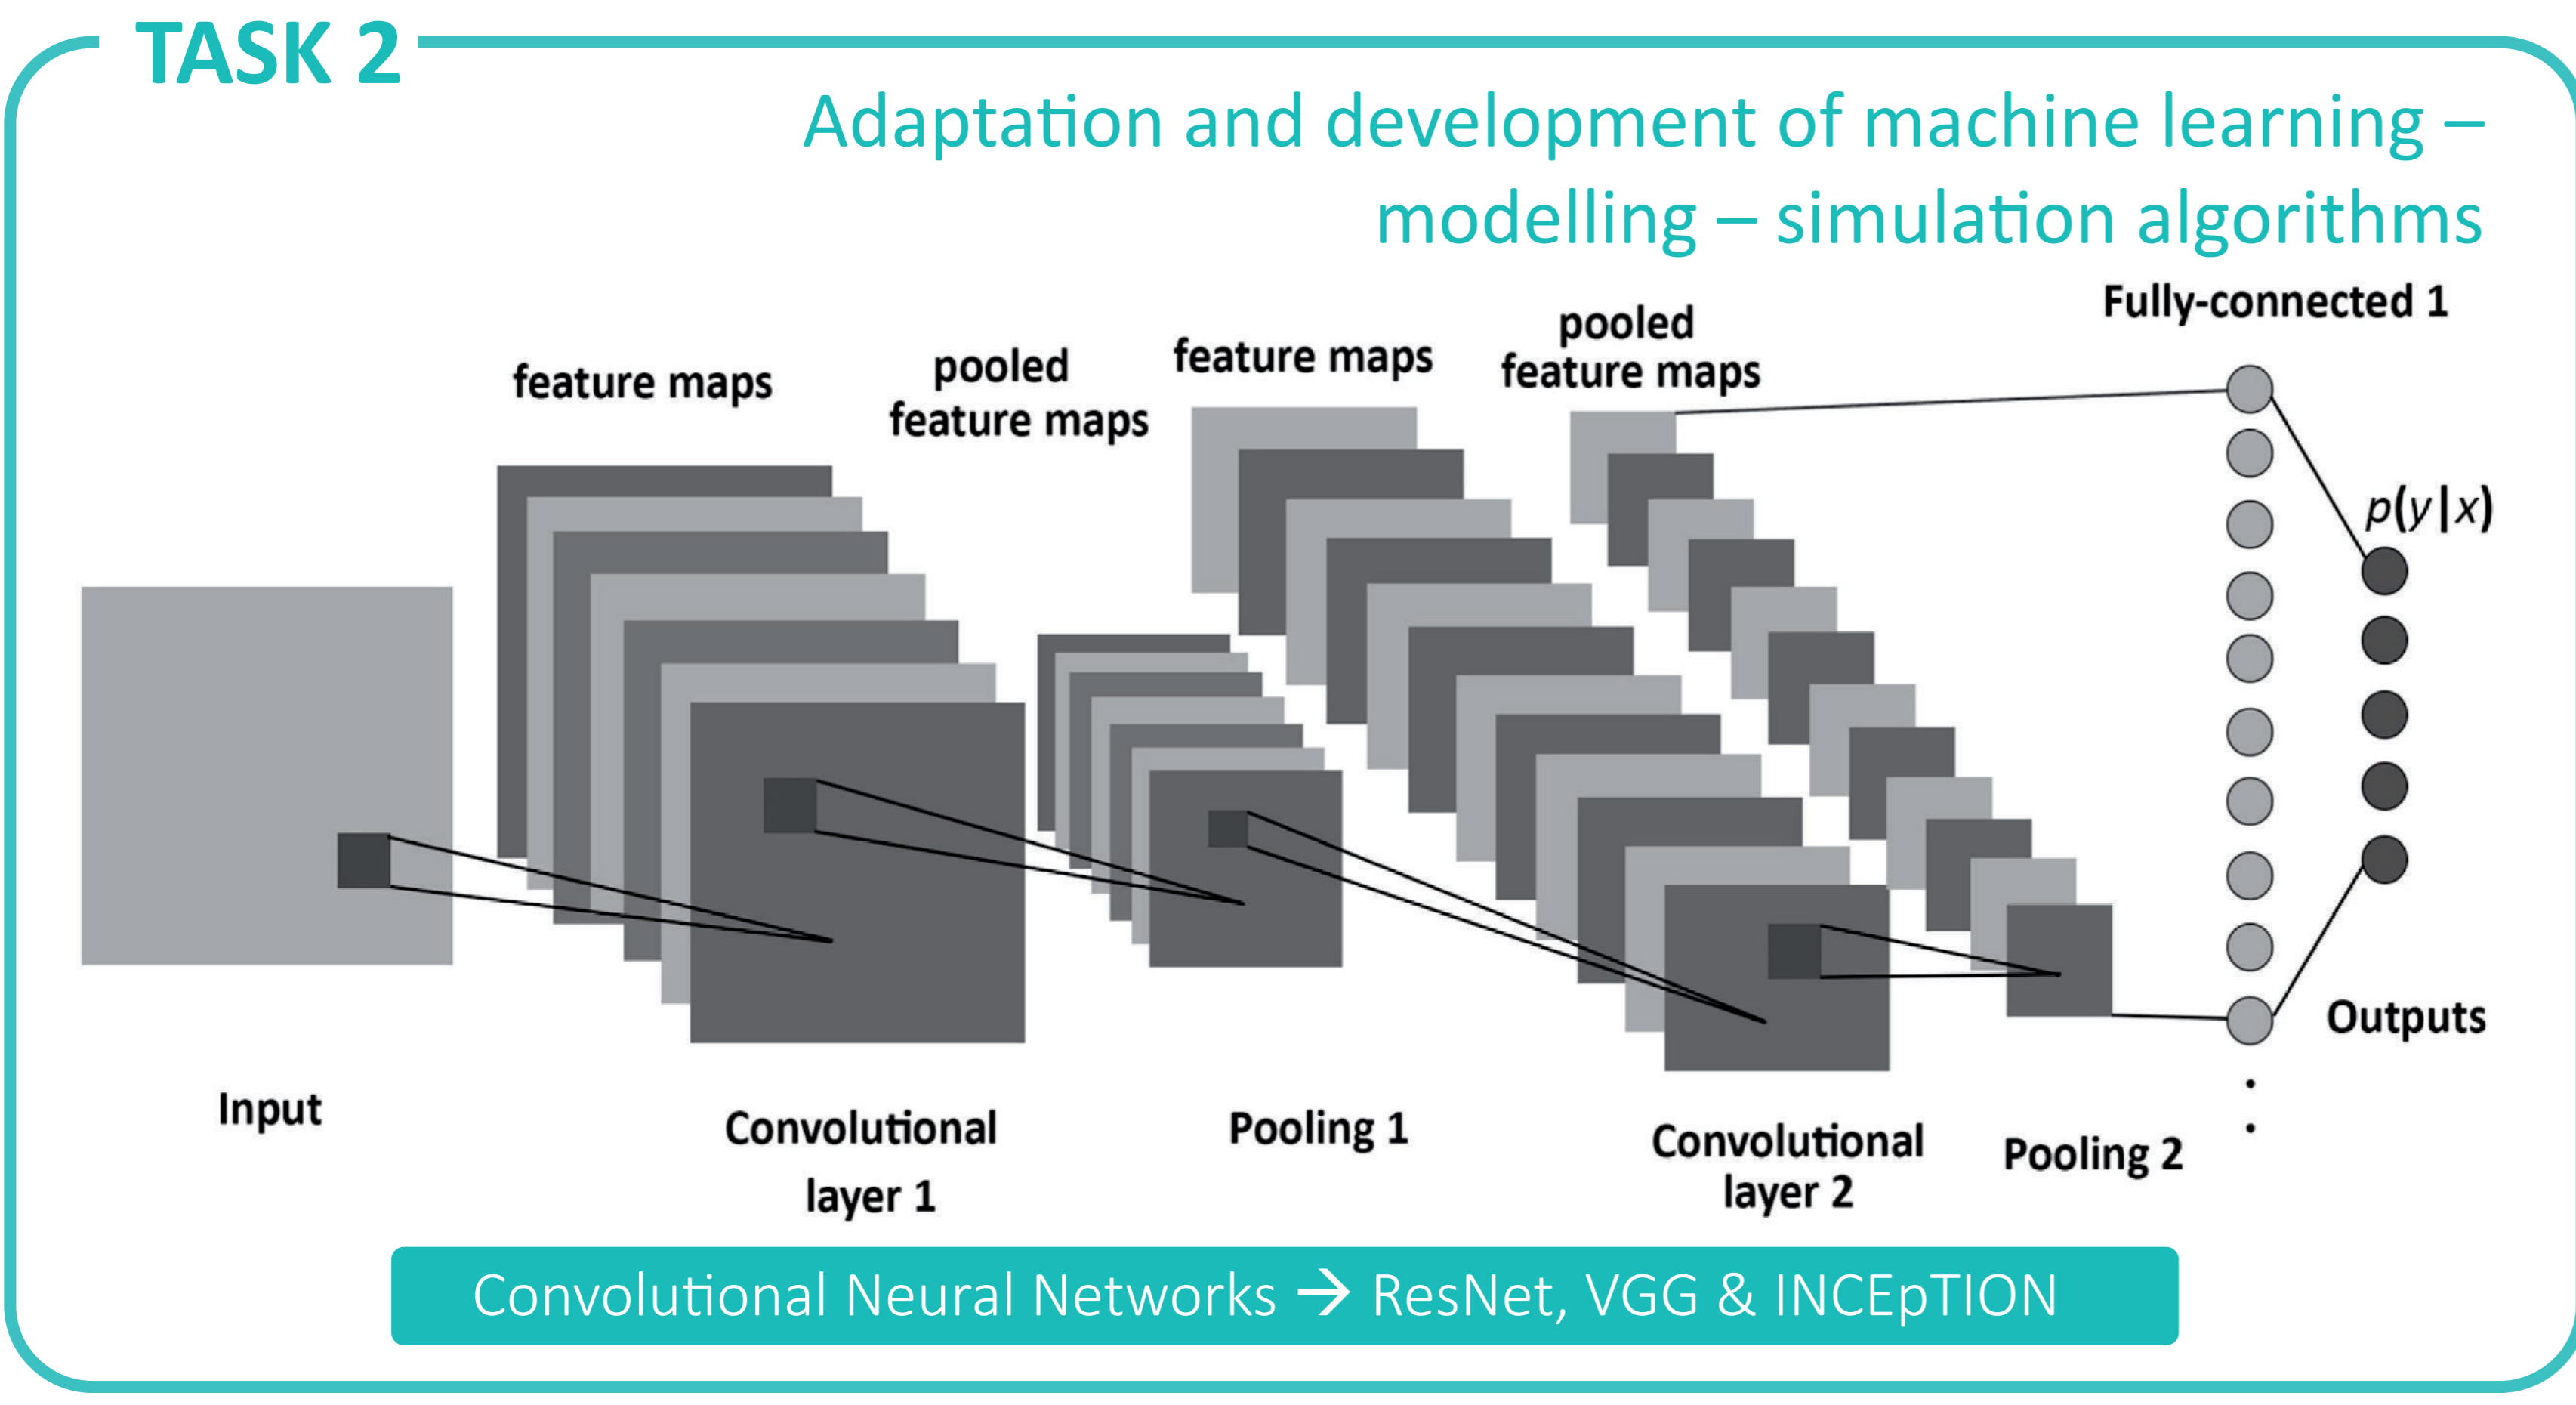 TASK 2
Adaptation and development of machine learning –
modelling – simulation algorithms
feature maps
pooled
feature maps
feature maps
pooled
feature maps
Fully-connected 1
p(y|x)
Outputs
Input
Convolutional
layer 1
Pooling 1
Convolutional
layer 2
Pooling 2
Convolutional Neural Networks → ResNet, VGG & INCEpTION